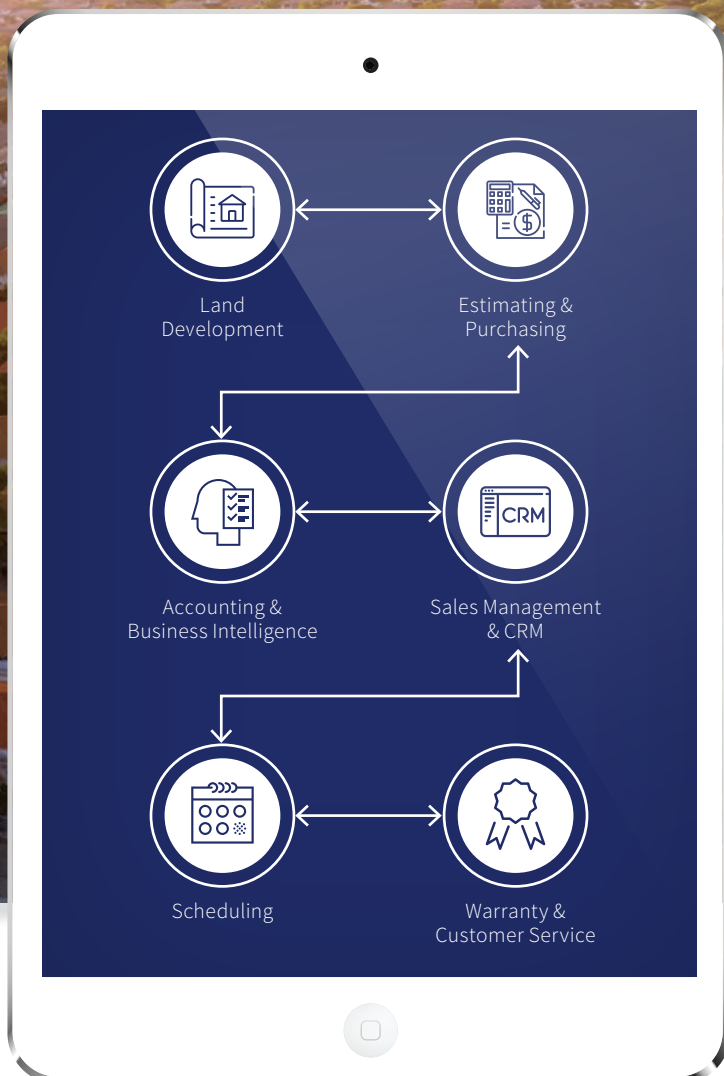 Land
Development
$
Estimating &
Purchasing
CRM
Accounting &
Business Intelligence
Sales Management
& CRM
Scheduling
Warranty &
Customer Service